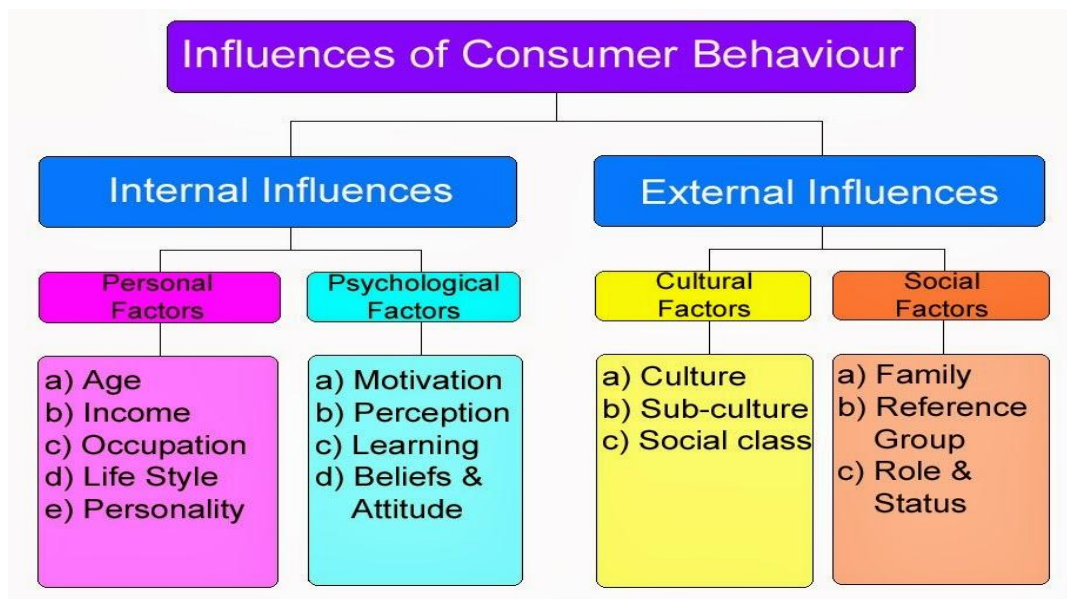 Influences of Consumer Behaviour
Internal Influences
External Influences
Personal
Factors
Psychological
Factors
Cultural
Factors
Social
Factors
a) Age
b) Income
c) Occupation
d) Life Style
e) Personality
a) Motivation
b) Perception
c) Learning
d) Beliefs &
Attitude
a) Culture
b) Sub-culture
c) Social class
a) Family
b) Reference
Group
c) Role &
Status